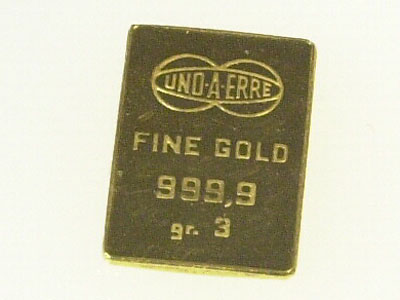 UNO-A-ERRE
FINE GOLD
999,9
gr. 3